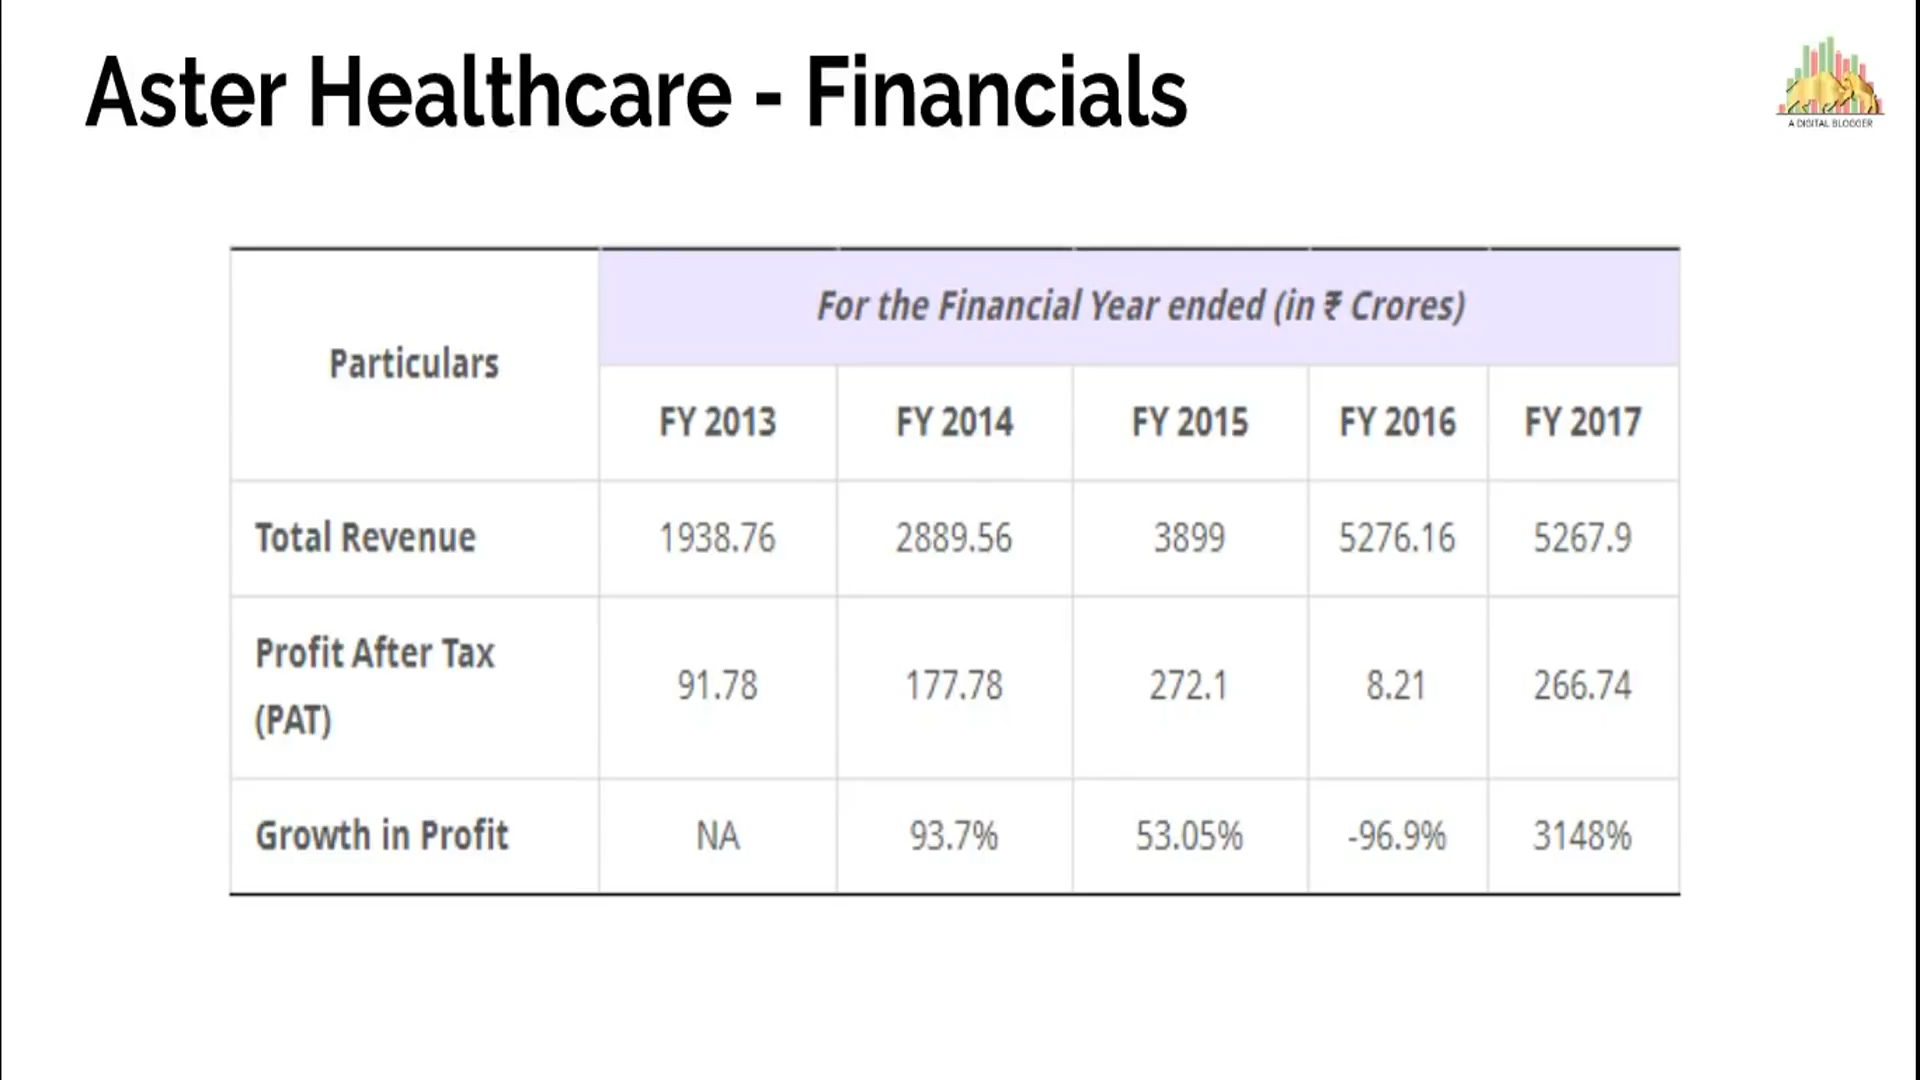 Aster Healthcare - Financials
A DIGITAL BLOGGER
Particulars
For the Financial Year ended (in ₹ Crores)
FY 2013 FY 2014 FY 2015 FY 2016 FY 2017
Total Revenue 1938.76 2889.56 3899 5276.16 5267.9
Profit After Tax
(PAT) 91.78 177.78 272.1 8.21 266.74
Growth in Profit NA 93.7% 53.05% -96.9% 3148%